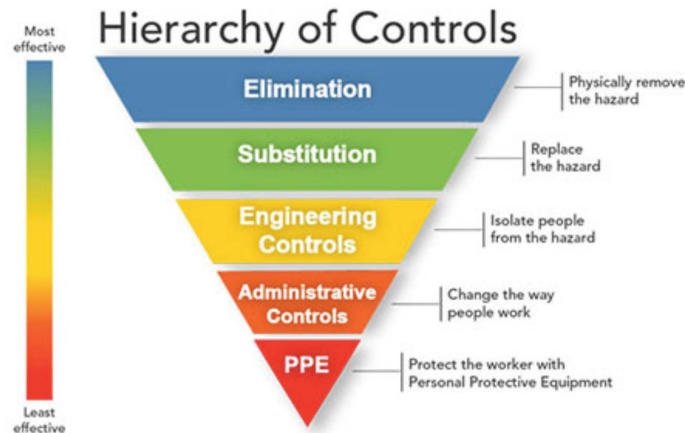 Hierarchy of Controls
Most
effective
Elimination
Physically remove
the hazard
Substitution
Replace
the hazard
Engineering
Controls
Isolate people
from the hazard
Administrative
Controls
Change the way
people work
PPE
Protect the worker with
Personal Protective Equipment
Least
effective